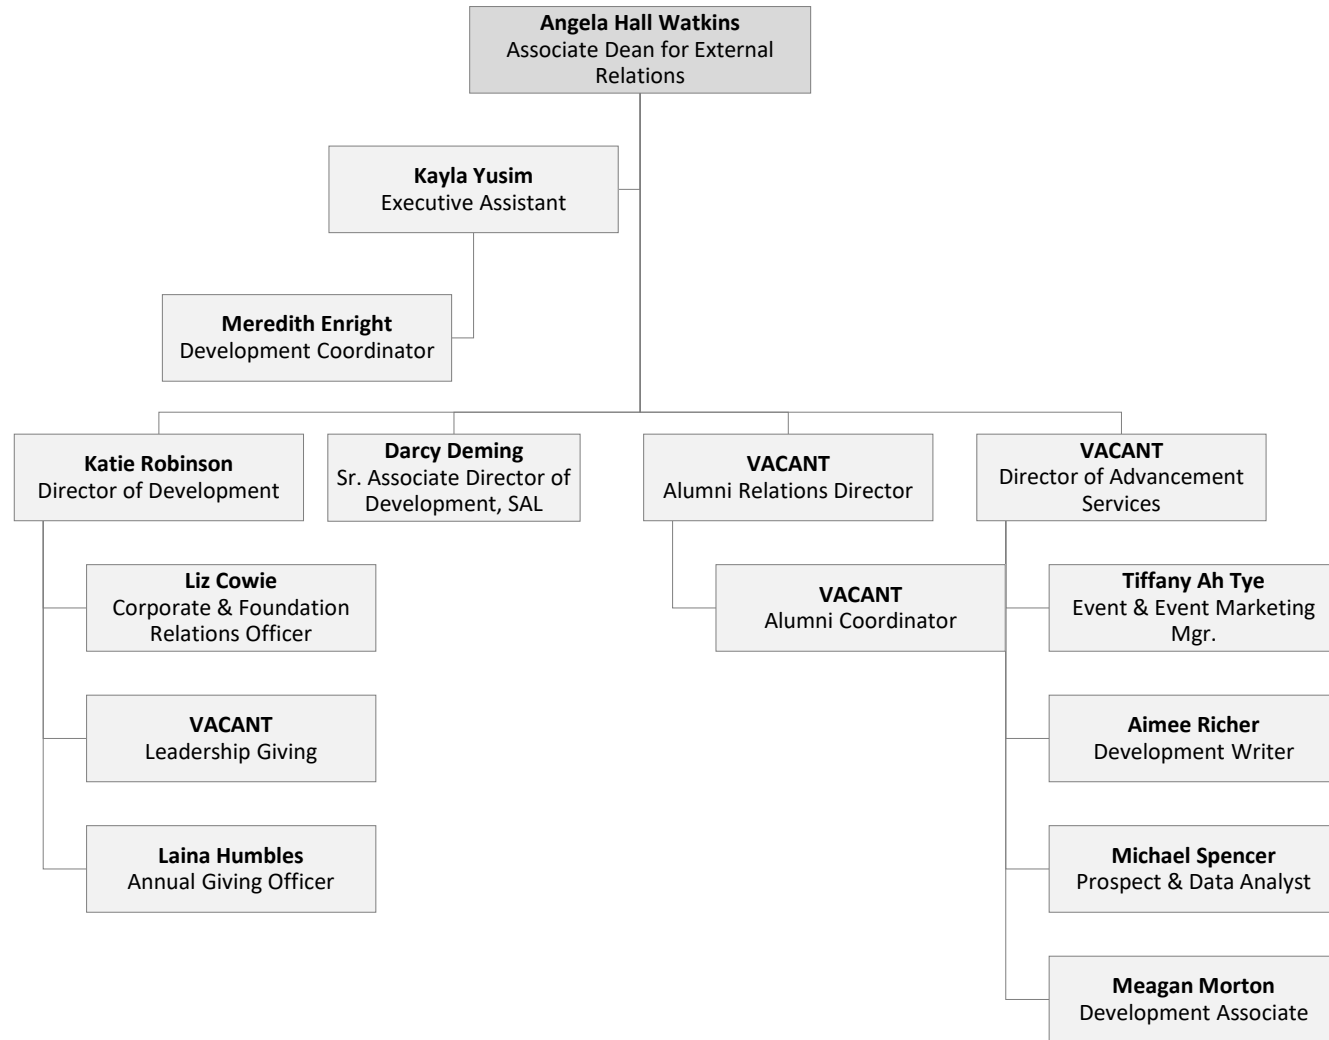 Angela Hall Watkins
Associate Dean for External
Relations
Kayla Yusim
Executive Assistant
Meredith Enright
Development Coordinator
Katie Robinson
Director of Development
Darcy Deming
Sr. Associate Director of
Development, SAL
VACANT
Alumni Relations Director
VACANT
Director of Advancement
Services
Liz Cowie
Corporate & Foundation
Relations Officer
VACANT
Leadership Giving
Laina Humbles
Annual Giving Officer
VACANT
Alumni Coordinator
Tiffany Ah Tye
Event & Event Marketing
Mgr.
Aimee Richer
Development Writer
Michael Spencer
Prospect & Data Analyst
Meagan Morton
Development Associate